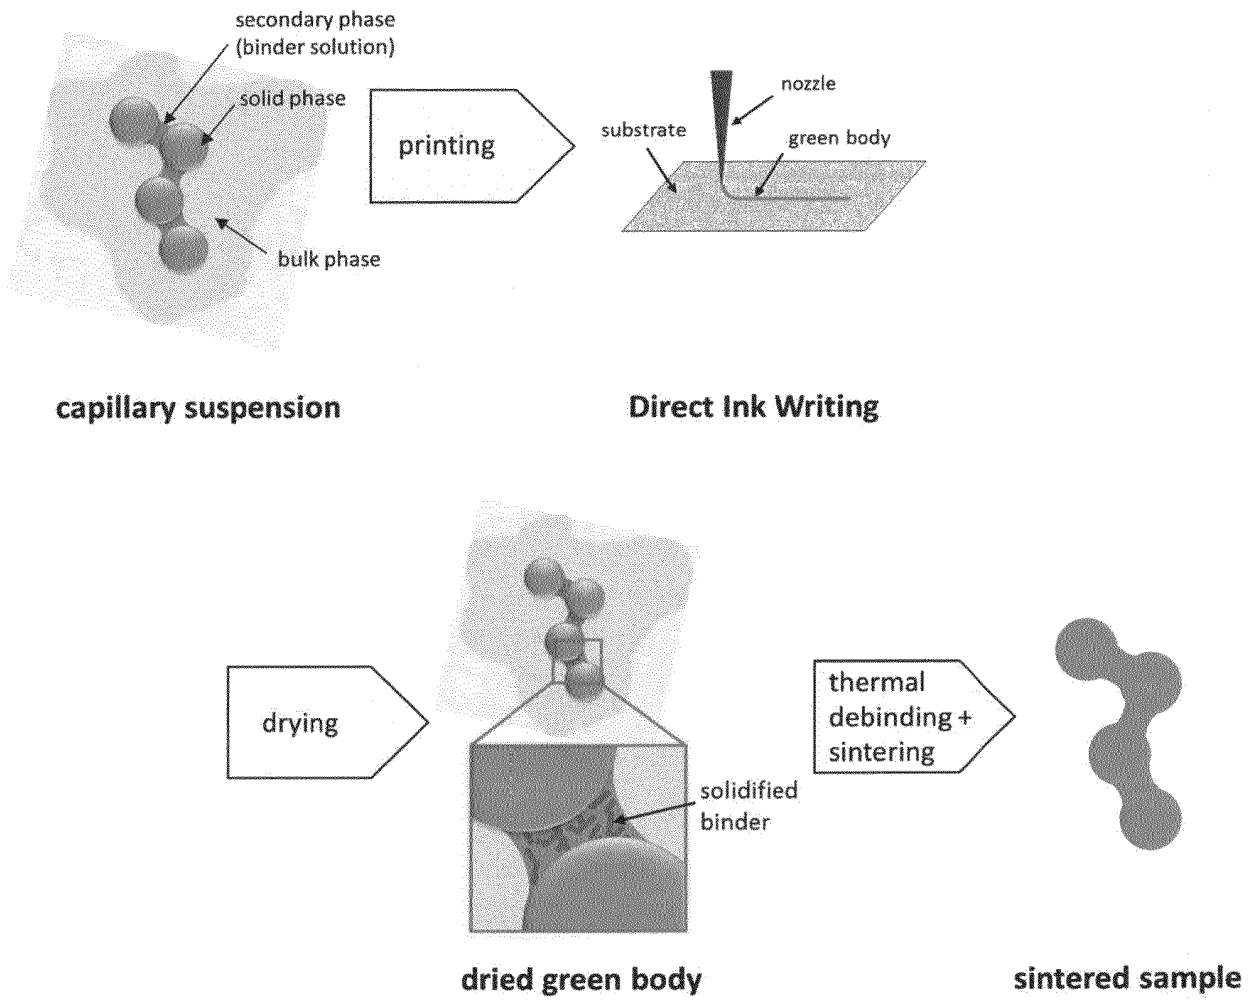 secondary phase
(binder solution)
solid phase
bulk phase
printing
nozzle
substrate
green body
capillary suspension
Direct Ink Writing
drying
solidified
binder
thermal
debinding +
sintering
dried green body
sintered sample